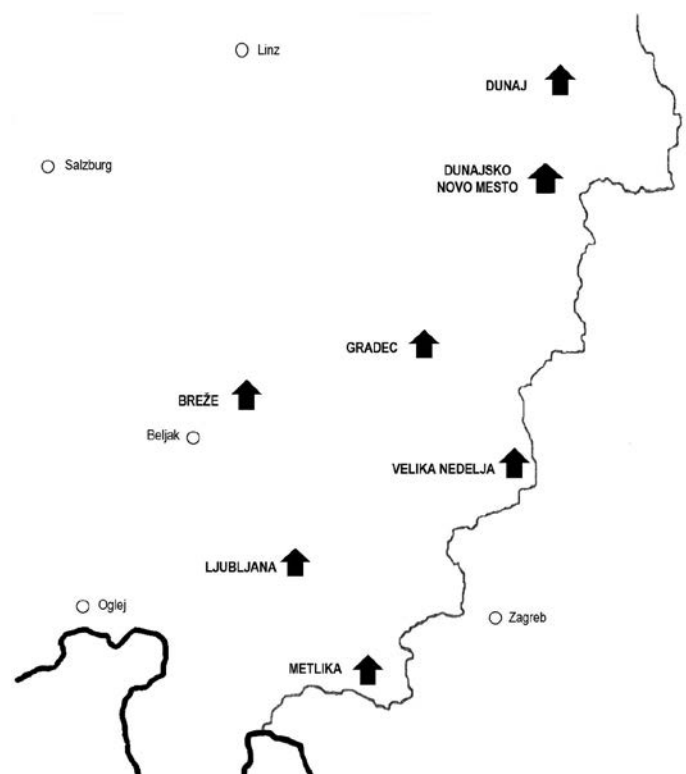 Linz
DUNAJ
Salzburg
DUNAJSKO
NOVO MESTO
GRADEC
BREŽE
Beljak
VELIKA NEDELJA
LJUBLJANA
Oglej
Zagreb
METLIKA